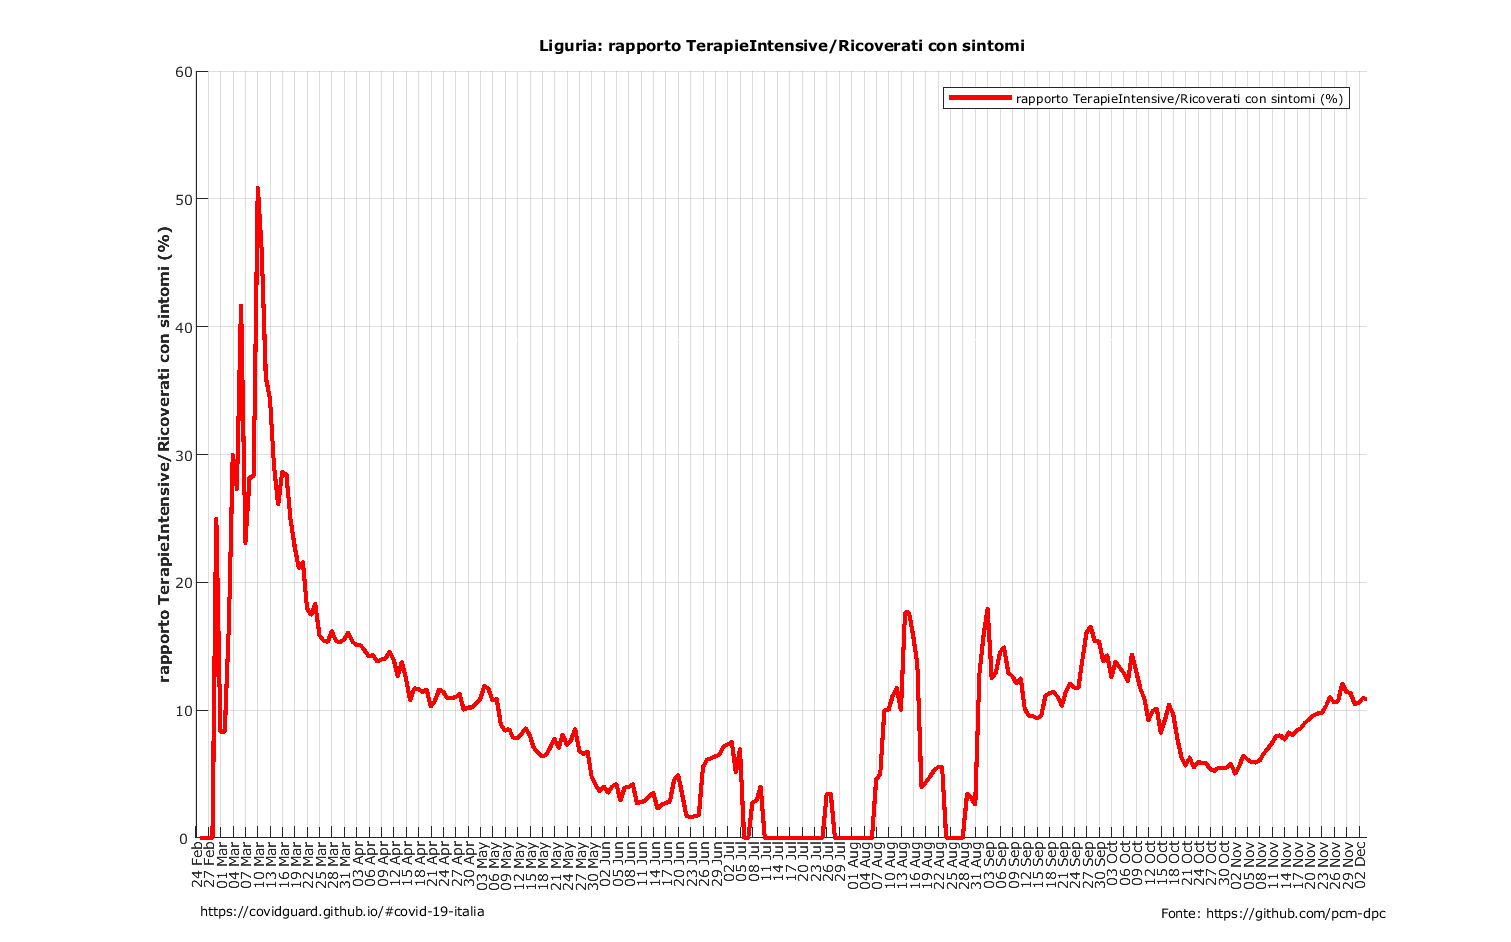 Liguria: rapporto TerapieIntensive/Ricoverati con sintomi
rapporto TerapieIntensive/Ricoverati con sintomi (%)
rapporto TerapieIntensive/Ricoverati con sintomi (%)
60
50
40
30
20
10
0
24 Feb
27 Feb
01 Mar
04 Mar
07 Mar
10 Mar
13 Mar
16 Mar
19 Mar
22 Mar
25 Mar
28 Mar
31 Mar
03 Apr
06 Apr
09 Apr
12 Apr
15 Apr
18 Apr
21 Apr
24 Apr
27 Apr
30 Apr
03 May
06 May
09 May
12 May
15 May
18 May
21 May
24 May
27 May
30 May
02 Jun
05 Jun
08 Jun
11 Jun
14 Jun
17 Jun
20 Jun
23 Jun
26 Jun
29 Jun
02 Jul
05 Jul
08 Jul
11 Jul
14 Jul
17 Jul
20 Jul
23 Jul
26 Jul
29 Jul
01 Aug
04 Aug
07 Aug
10 Aug
13 Aug
16 Aug
19 Aug
22 Aug
25 Aug
28 Aug
31 Aug
03 Sep
06 Sep
09 Sep
12 Sep
15 Sep
18 Sep
21 Sep
24 Sep
27 Sep
30 Sep
03 Oct
06 Oct
09 Oct
12 Oct
15 Oct
18 Oct
21 Oct
24 Oct
27 Oct
30 Oct
02 Nov
05 Nov
08 Nov
11 Nov
14 Nov
17 Nov
20 Nov
23 Nov
26 Nov
29 Nov
02 Dec
https://covidguard.github.io/#covid-19-italia
Fonte: https://github.com/pcm-dpc